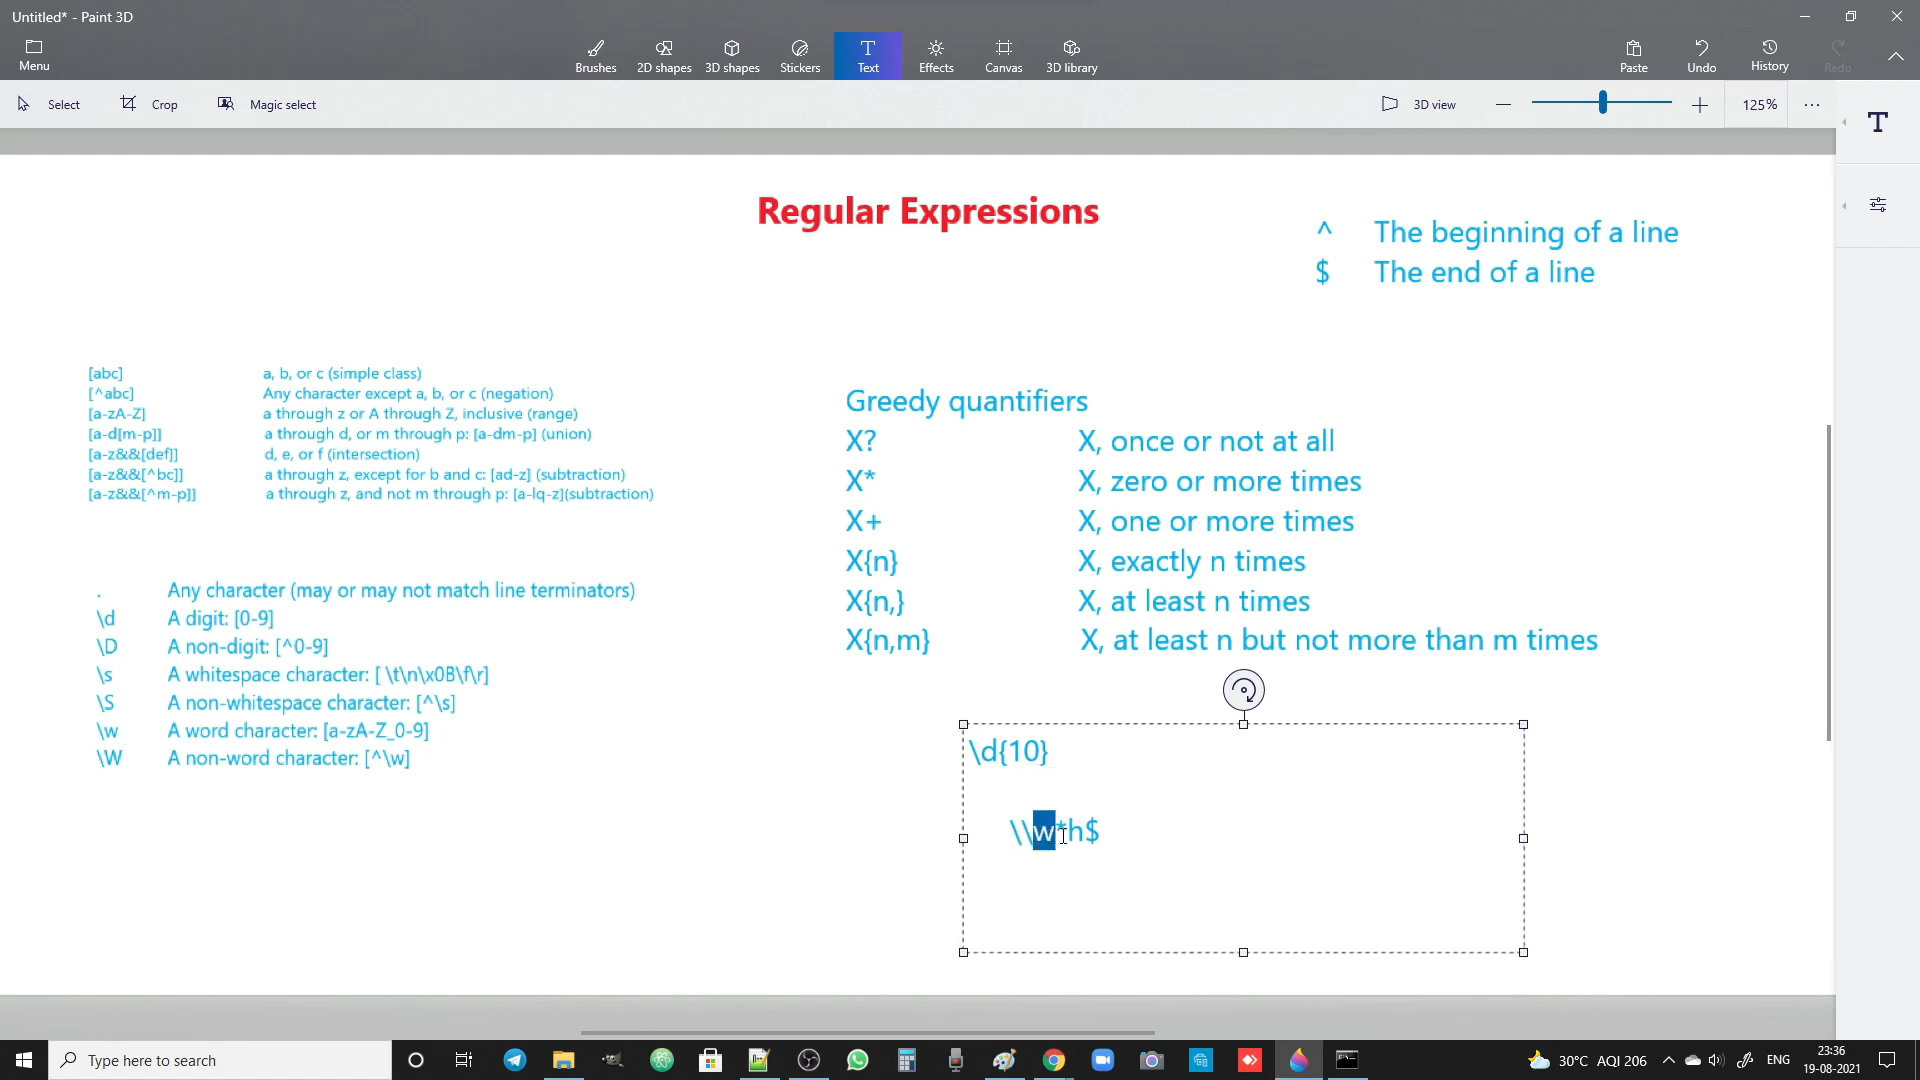 Untitled* - Paint 3D
Menu
Brushes
2D shapes
3D shapes
Stickers
Text
Effects
Canvas
3D library
Paste
Undo
History
Redo
Select
Crop
Magic select
3D view
125%
Regular Expressions
^ The beginning of a line
$ The end of a line
[abc] a, b, or c (simple class)
[^abc] Any character except a, b, or c (negation)
[a-zA-Z] a through z or A through Z, inclusive (range)
[a-d[m-p]] a through d, or m through p: [a-dm-p] (union)
[a-z&&[def]] d, e, or f (intersection)
[a-z&&[^bc]] a through z, except for b and c: [ad-z] (subtraction)
[a-z&&[^m-p]] a through z, and not m through p: [a-lq-z](subtraction)
. Any character (may or may not match line terminators)
\d A digit: [0-9]
\D A non-digit: [^0-9]
\s A whitespace character: [ \t\n\x0B\f\r]
\S A non-whitespace character: [^\s]
\w A word character: [a-zA-Z_0-9]
\W A non-word character: [^\w]
Greedy quantifiers
X? X, once or not at all
X* X, zero or more times
X+ X, one or more times
X{n} X, exactly n times
X{n,} X, at least n times
X{n,m} X, at least n but not more than m times
\d{10}
\\w*h$
Type here to search
30°C AQI 206
ENG
23:36
19-08-2021